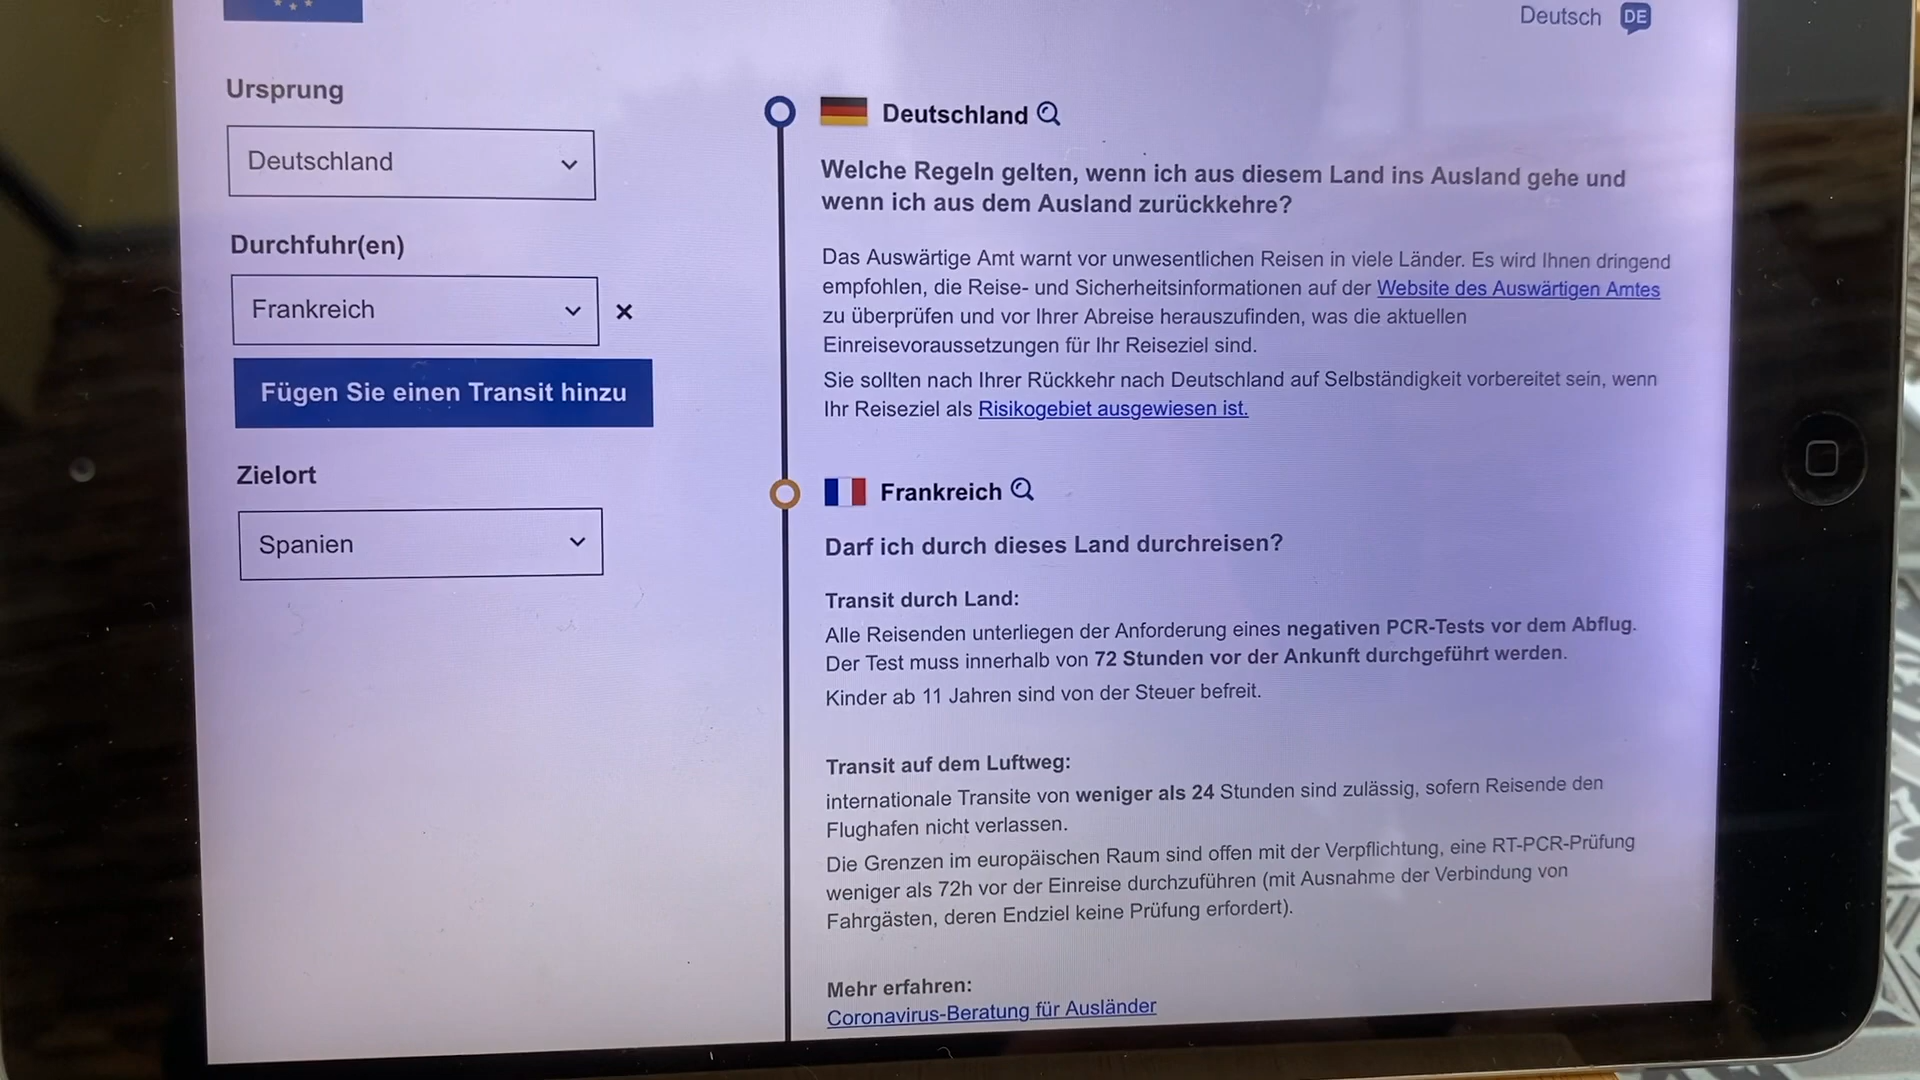 Deutsch DE
Ursprung
Deutschland
Durchfuhr(en)
Frankreich
Fügen Sie einen Transit hinzu
Zielort
Spanien
Deutschland
Welche Regeln gelten, wenn ich aus diesem Land ins Ausland gehe und
wenn ich aus dem Ausland zurückkehre?
Das Auswärtige Amt warnt vor unwesentlichen Reisen in viele Länder. Es wird Ihnen dringend
empfohlen, die Reise- und Sicherheitsinformationen auf der Website des Auswärtigen Amtes
zu überprüfen und vor Ihrer Abreise herauszufinden, was die aktuellen
Einreisevoraussetzungen für Ihr Reiseziel sind.
Sie sollten nach Ihrer Rückkehr nach Deutschland auf Selbständigkeit vorbereitet sein, wenn
Ihr Reiseziel als Risikogebiet ausgewiesen ist.
Frankreich
Darf ich durch dieses Land durchreisen?
Transit durch Land:
Alle Reisenden unterliegen der Anforderung eines negativen PCR-Tests vor dem Abflug.
Der Test muss innerhalb von 72 Stunden vor der Ankunft durchgeführt werden.
Kinder ab 11 Jahren sind von der Steuer befreit.
Transit auf dem Luftweg:
internationale Transite von weniger als 24 Stunden sind zulässig, sofern Reisende den
Flughafen nicht verlassen.
Die Grenzen im europäischen Raum sind offen mit der Verpflichtung, eine RT-PCR-Prüfung
weniger als 72h vor der Einreise durchzuführen (mit Ausnahme der Verbindung von
Fahrgästen, deren Endziel keine Prüfung erfordert).
Mehr erfahren:
Coronavirus-Beratung für Ausländer